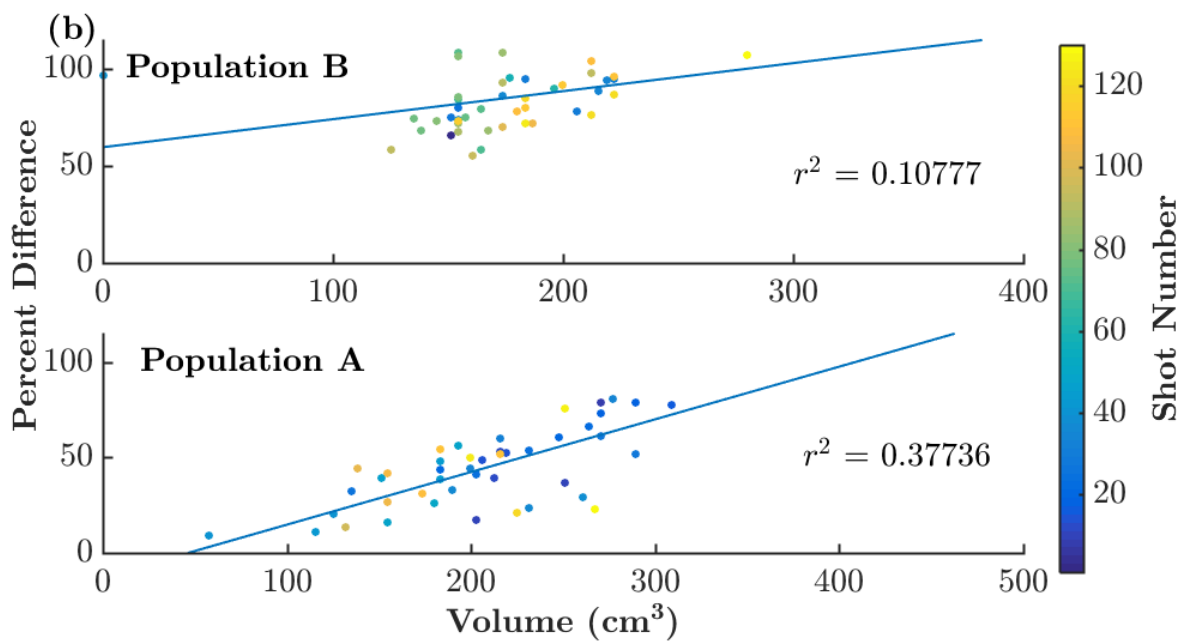 (b)
Population B
100
50
0
0 100 200 300 400
r² = 0.10777
Percent Difference
Population A
100
50
0
0 100 200 300 400 500
r² = 0.37736
Volume (cm³)
120
100
80
60
40
20
Shot Number